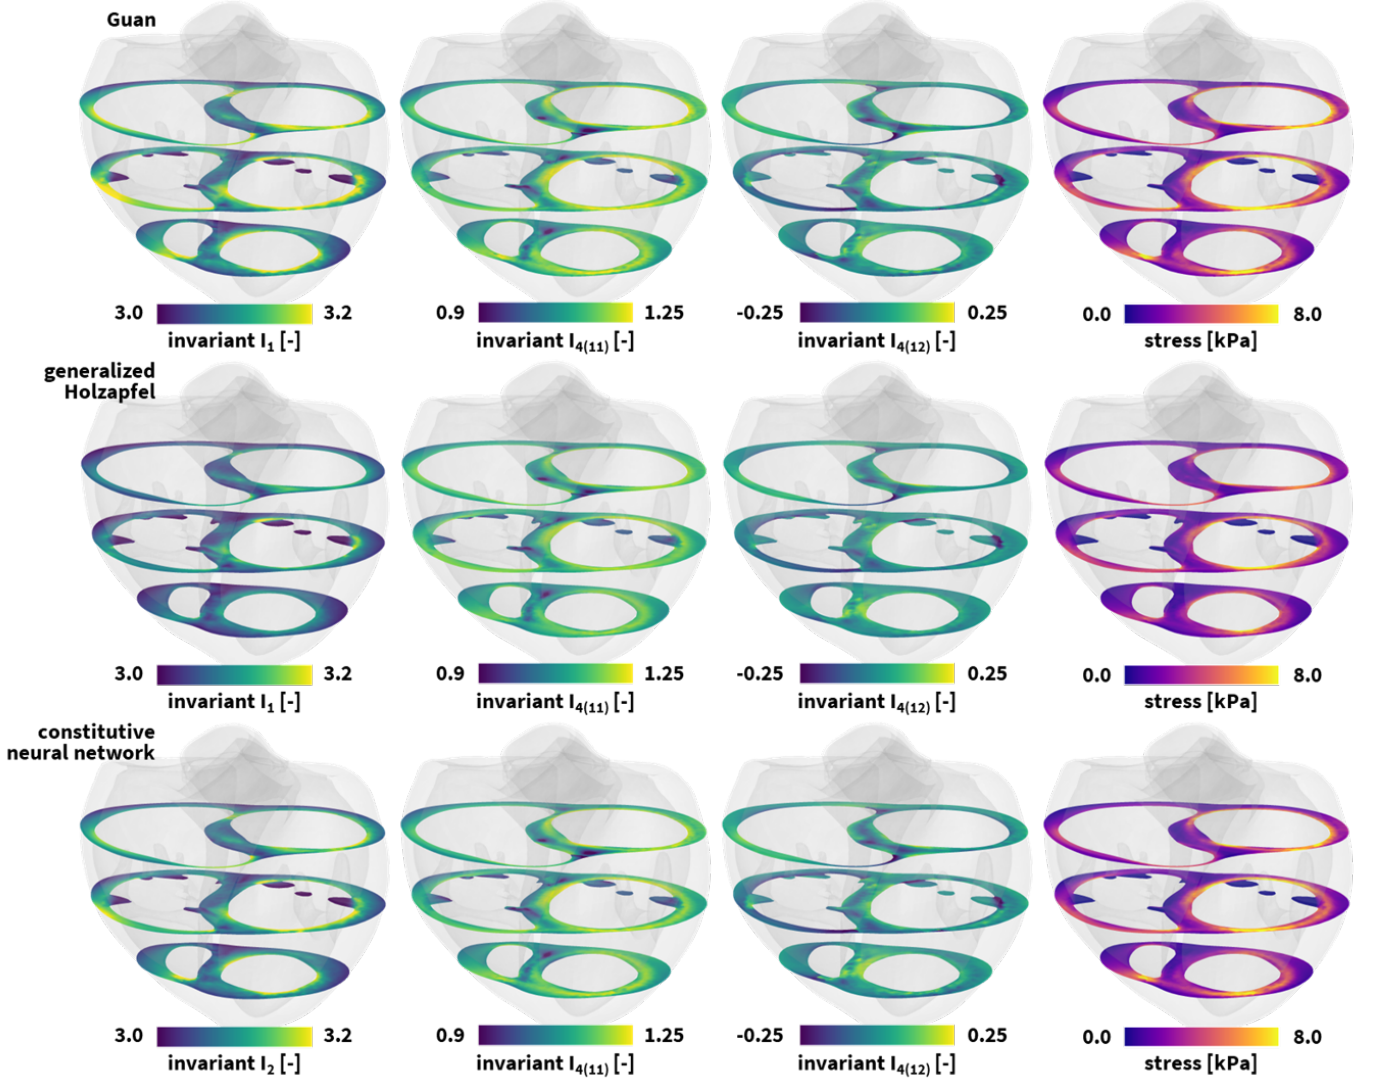 Guan
3.0 3.2 0.9 1.25 -0.25 0.25 0.0 8.0
invariant I₁ [-] invariant I₄₍₁₁₎ [-] invariant I₄₍₁₂₎ [-] stress [kPa]
generalized
Holzapfel
3.0 3.2 0.9 1.25 -0.25 0.25 0.0 8.0
invariant I₁ [-] invariant I₄₍₁₁₎ [-] invariant I₄₍₁₂₎ [-] stress [kPa]
constitutive
neural network
3.0 3.2 0.9 1.25 -0.25 0.25 0.0 8.0
invariant I₂ [-] invariant I₄₍₁₁₎ [-] invariant I₄₍₁₂₎ [-] stress [kPa]